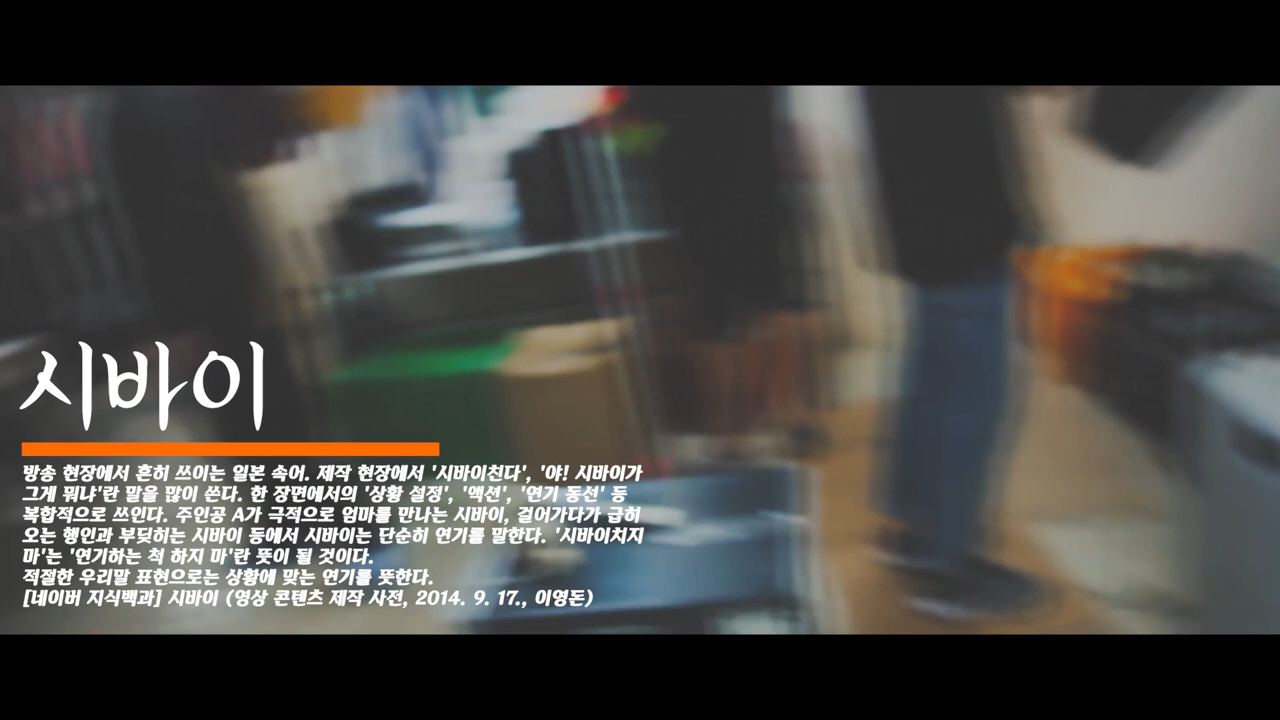 시바이
방송 현장에서 흔히 쓰이는 일본 속어. 제작 현장에서 '시바이친다', '야! 시바이가
그게 뭐냐'란 말을 많이 쓴다. 한 장면에서의 '상황 설정', '액션', '연기 동선' 등
복합적으로 쓰인다. 주인공 A가 극적으로 엄마를 만나는 시바이, 걸어가다가 급히
오는 행인과 부딪히는 시바이 등에서 시바이는 단순히 연기를 말한다. '시바이치지
마'는 '연기하는 척 하지 마'란 뜻이 될 것이다.
적절한 우리말 표현으로는 상황에 맞는 연기를 뜻한다.
[네이버 지식백과] 시바이 (영상 콘텐츠 제작 사전, 2014. 9. 17., 이영돈)